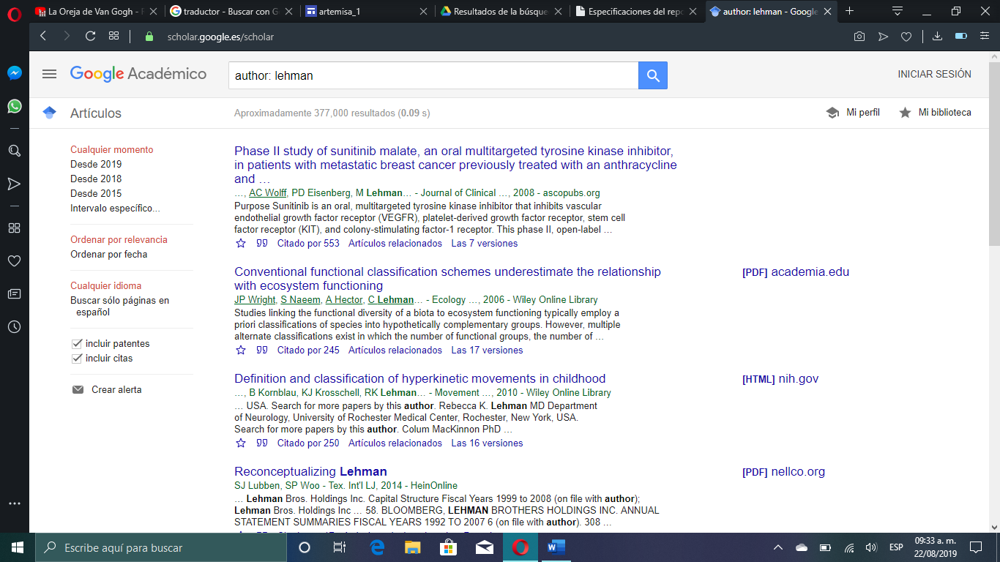 La Oreja de Van Gogh -
traductor - Buscar con G
artemisa_1
Resultados de la búsque
Especificaciones del rep
author: lehman - Google
scholar.google.es/scholar
Google Académico
author: lehman
INICIAR SESIÓN
Artículos
Aproximadamente 377,000 resultados (0.09 s)
Mi perfil
Mi biblioteca
Cualquier momento
Desde 2019
Desde 2018
Desde 2015
Intervalo específico...
Ordenar por relevancia
Ordenar por fecha
Cualquier idioma
Buscar sólo páginas en
español
incluir patentes
incluir citas
Crear alerta
Phase II study of sunitinib malate, an oral multitargeted tyrosine kinase inhibitor,
in patients with metastatic breast cancer previously treated with an anthracycline
and …
…, AC Wolff, PD Eisenberg, M Lehman… - Journal of Clinical …, 2008 - ascopubs.org
Purpose Sunitinib is an oral, multitargeted tyrosine kinase inhibitor that inhibits vascular
endothelial growth factor receptor (VEGFR), platelet-derived growth factor receptor, stem cell
factor receptor (KIT), and colony-stimulating factor-1 receptor. This phase II, open-label …
Citado por 553 Artículos relacionados Las 7 versiones
Conventional functional classification schemes underestimate the relationship
with ecosystem functioning
[PDF] academia.edu
JP Wright, S Naeem, A Hector, C Lehman… - Ecology …, 2006 - Wiley Online Library
Studies linking the functional diversity of a biota to ecosystem functioning typically employ a
priori classifications of species into hypothetically complementary groups. However, multiple
alternate classifications exist in which the number of functional groups, the number of …
Citado por 245 Artículos relacionados Las 17 versiones
Definition and classification of hyperkinetic movements in childhood
[HTML] nih.gov
…, B Kornblau, KJ Krosschell, RK Lehman… - Movement …, 2010 - Wiley Online Library
… USA. Search for more papers by this author. Rebecca K. Lehman MD Department
of Neurology, University of Rochester Medical Center, Rochester, New York, USA.
Search for more papers by this author. Colum MacKinnon PhD …
Citado por 250 Artículos relacionados Las 16 versiones
Reconceptualizing Lehman
[PDF] nellco.org
SJ Lubben, SP Woo - Tex. Int'l LJ, 2014 - HeinOnline
… Lehman Bros. Holdings Inc. Capital Structure Fiscal Years 1999 to 2008 (on file with author);
Lehman Bros. Holdings Inc … 58. BLOOMBERG, LEHMAN BROTHERS HOLDINGS INC. ANNUAL
STATEMENT SUMMARIES FISCAL YEARS 1992 TO 2007 6 (on file with author). 308 …
Escribe aquí para buscar
ESP
09:33 a. m.
22/08/2019